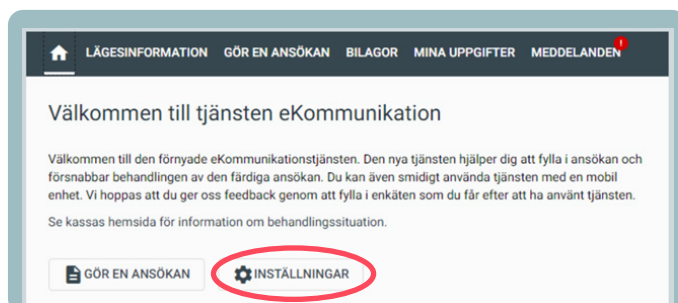 LÄGESINFORMATION GÖR EN ANSÖKAN BILAGOR MINA UPPGIFTER MEDDELANDEN !
Välkommen till tjänsten eKommunikation
Välkommen till den förnyade eKommunikationstjänsten. Den nya tjänsten hjälper dig att fylla i ansökan och
försnabbar behandlingen av den färdiga ansökan. Du kan även smidigt använda tjänsten med en mobil
enhet. Vi hoppas att du ger oss feedback genom att fylla i enkäten som du får efter att ha använt tjänsten.
Se kassas hemsida för information om behandlingssituation.
GÖR EN ANSÖKAN INSTÄLLNINGAR